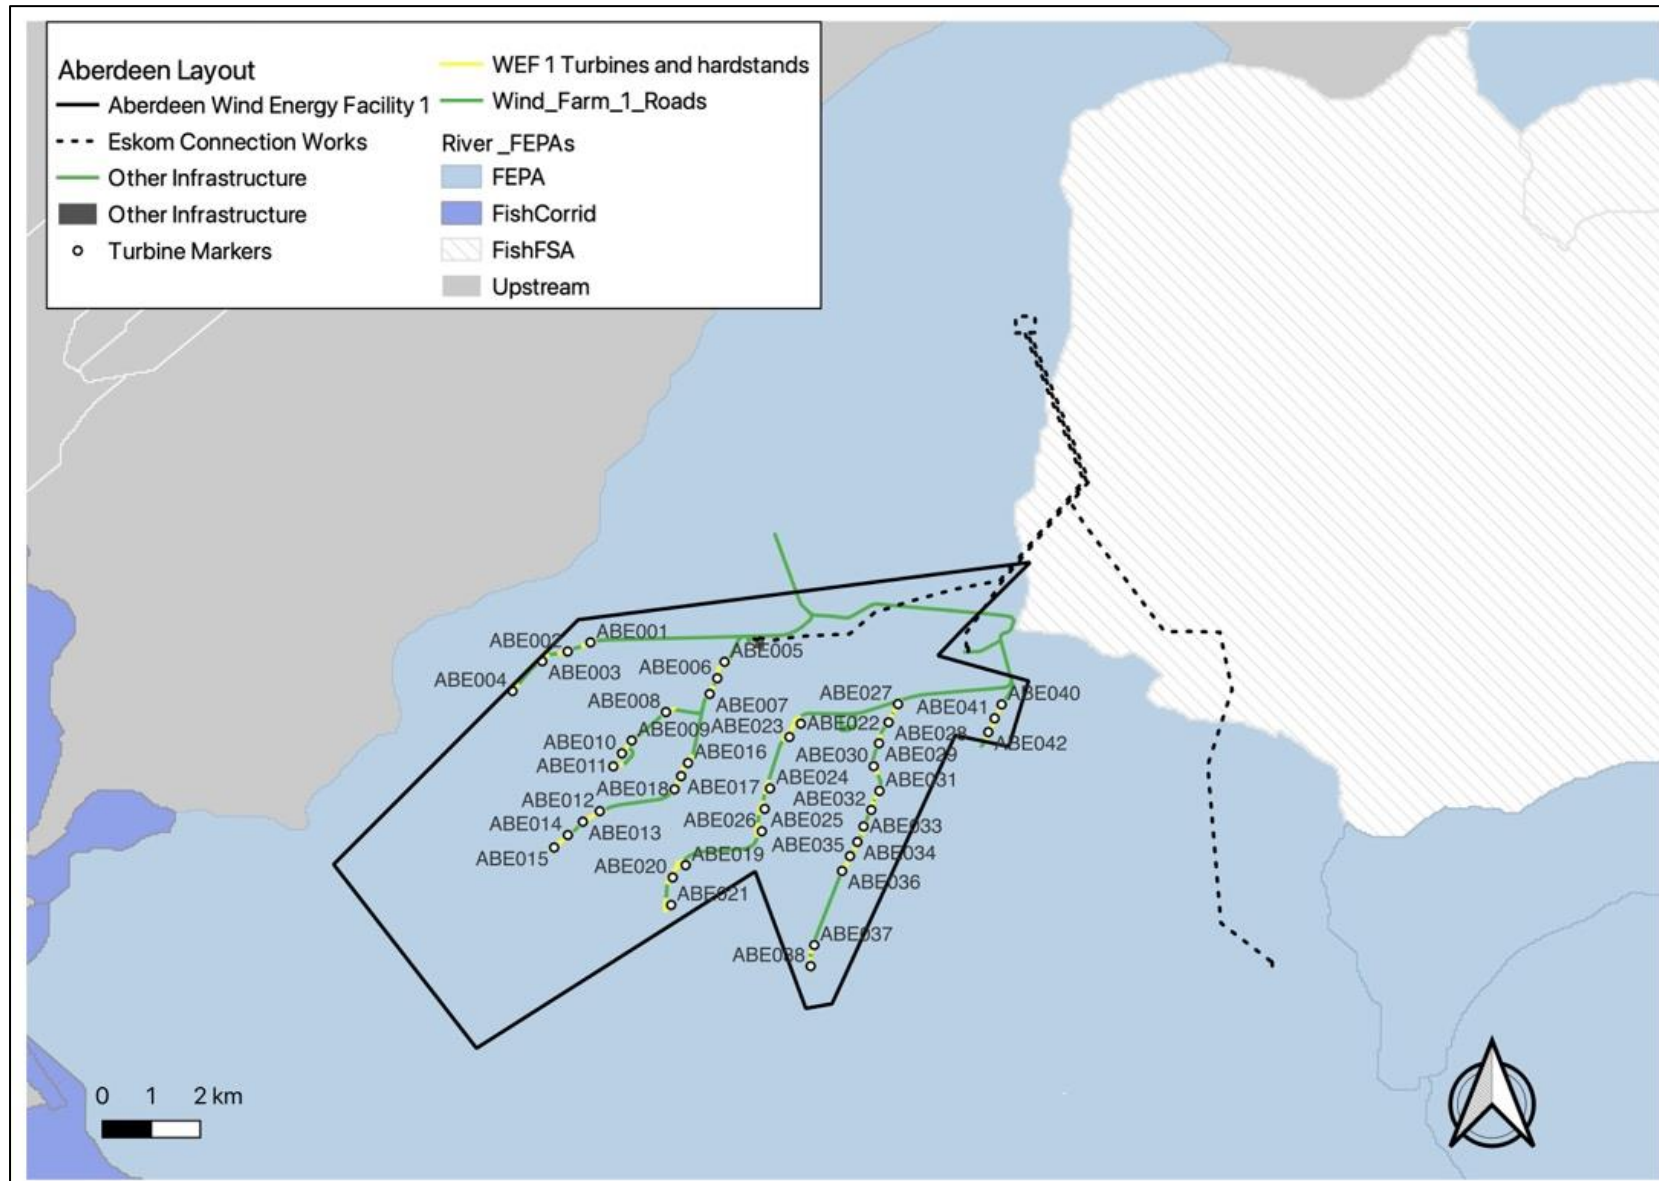 Aberdeen Layout
Aberdeen Wind Energy Facility 1
Eskom Connection Works
Other Infrastructure
Other Infrastructure
Turbine Markers
WEF 1 Turbines and hardstands
Wind_Farm_1_Roads
River _FEPAs
FEPA
FishCorrid
FishFSA
Upstream
ABE001
ABE002
ABE003
ABE004
ABE005
ABE006
ABE007
ABE008
ABE009
ABE010
ABE011
ABE012
ABE013
ABE014
ABE015
ABE016
ABE017
ABE018
ABE019
ABE020
ABE021
ABE022
ABE023
ABE024
ABE025
ABE026
ABE027
ABE028
ABE029
ABE030
ABE031
ABE032
ABE033
ABE034
ABE035
ABE036
ABE037
ABE038
ABE040
ABE041
ABE042
0 1 2 km